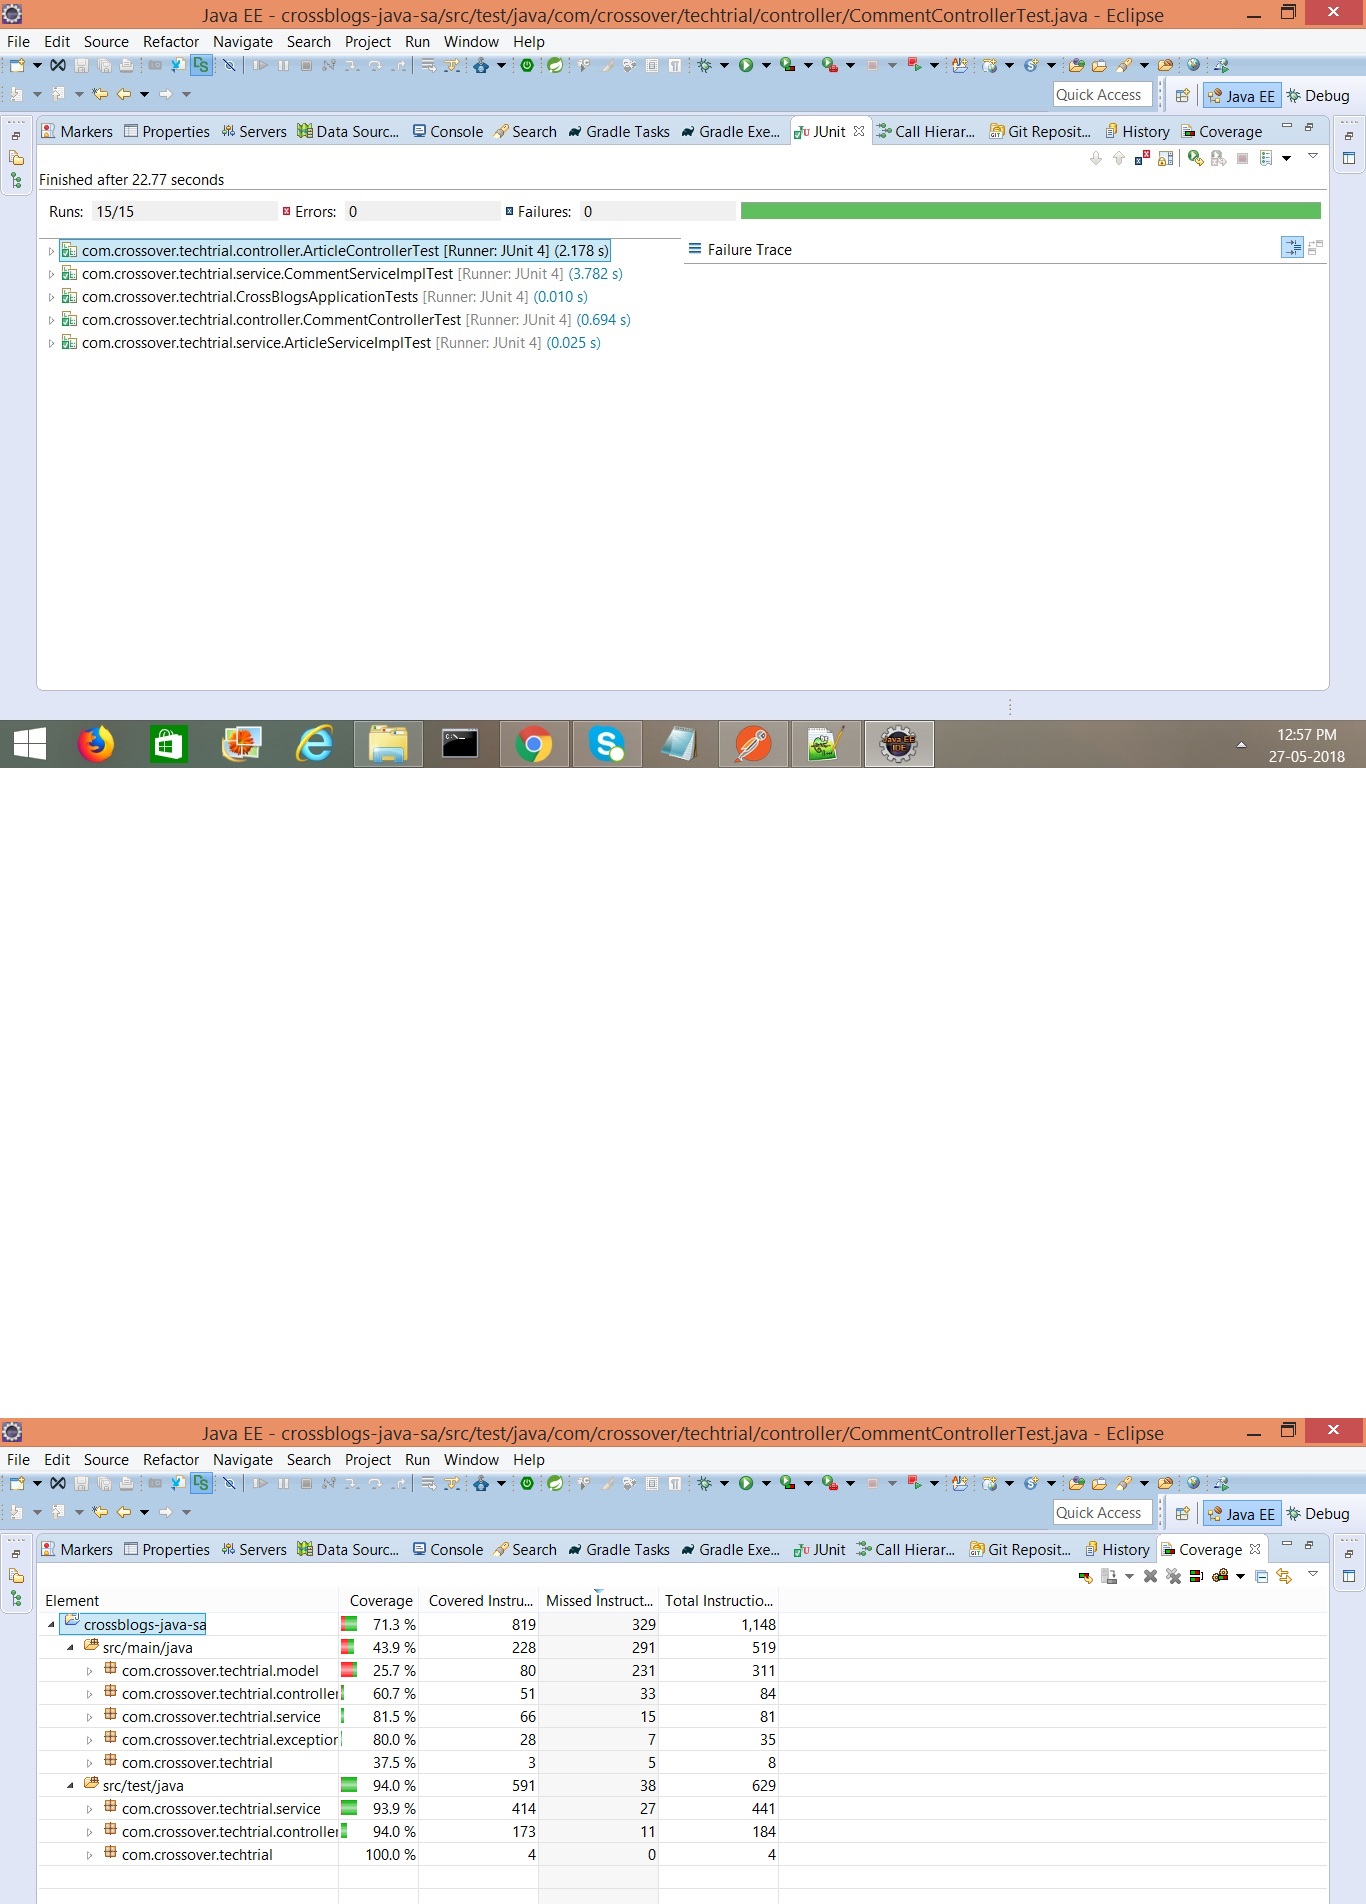 Java EE - crossblogs-java-sa/src/test/java/com/crossover/techtrial/controller/CommentControllerTest.java - Eclipse
File Edit Source Refactor Navigate Search Project Run Window Help
Quick Access Java EE Debug
Markers Properties Servers Data Sourc... Console Search Gradle Tasks Gradle Exe... JUnit Call Hierar... Git Reposit... History Coverage
Finished after 22.77 seconds
Runs: 15/15 Errors: 0 Failures: 0
com.crossover.techtrial.controller.ArticleControllerTest [Runner: JUnit 4] (2.178 s) Failure Trace
com.crossover.techtrial.service.CommentServiceImplTest [Runner: JUnit 4] (3.782 s)
com.crossover.techtrial.CrossBlogsApplicationTests [Runner: JUnit 4] (0.010 s)
com.crossover.techtrial.controller.CommentControllerTest [Runner: JUnit 4] (0.694 s)
com.crossover.techtrial.service.ArticleServiceImplTest [Runner: JUnit 4] (0.025 s)
Java EE
IDE
12:57 PM
27-05-2018
Java EE - crossblogs-java-sa/src/test/java/com/crossover/techtrial/controller/CommentControllerTest.java - Eclipse
File Edit Source Refactor Navigate Search Project Run Window Help
Quick Access Java EE Debug
Markers Properties Servers Data Sourc... Console Search Gradle Tasks Gradle Exe... JUnit Call Hierar... Git Reposit... History Coverage
Element Coverage Covered Instru... Missed Instruct... Total Instructio...
crossblogs-java-sa 71.3 % 819 329 1,148
src/main/java 43.9 % 228 291 519
com.crossover.techtrial.model 25.7 % 80 231 311
com.crossover.techtrial.controller 60.7 % 51 33 84
com.crossover.techtrial.service 81.5 % 66 15 81
com.crossover.techtrial.exception 80.0 % 28 7 35
com.crossover.techtrial 37.5 % 3 5 8
src/test/java 94.0 % 591 38 629
com.crossover.techtrial.service 93.9 % 414 27 441
com.crossover.techtrial.controller 94.0 % 173 11 184
com.crossover.techtrial 100.0 % 4 0 4